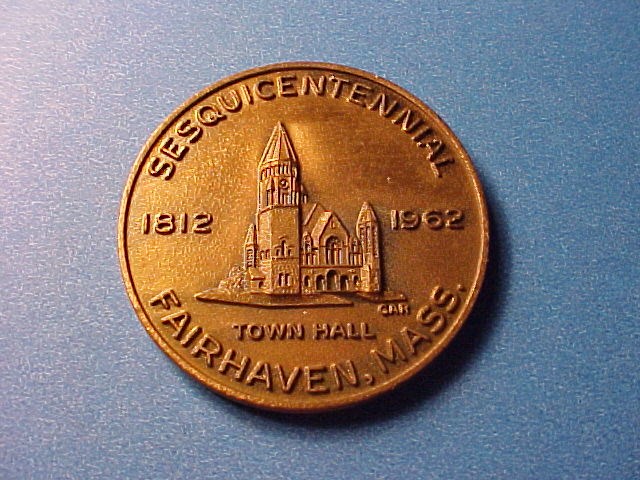 SESQUICENTENNIAL
1812 1962
TOWN HALL
FAIRHAVEN, MASS.